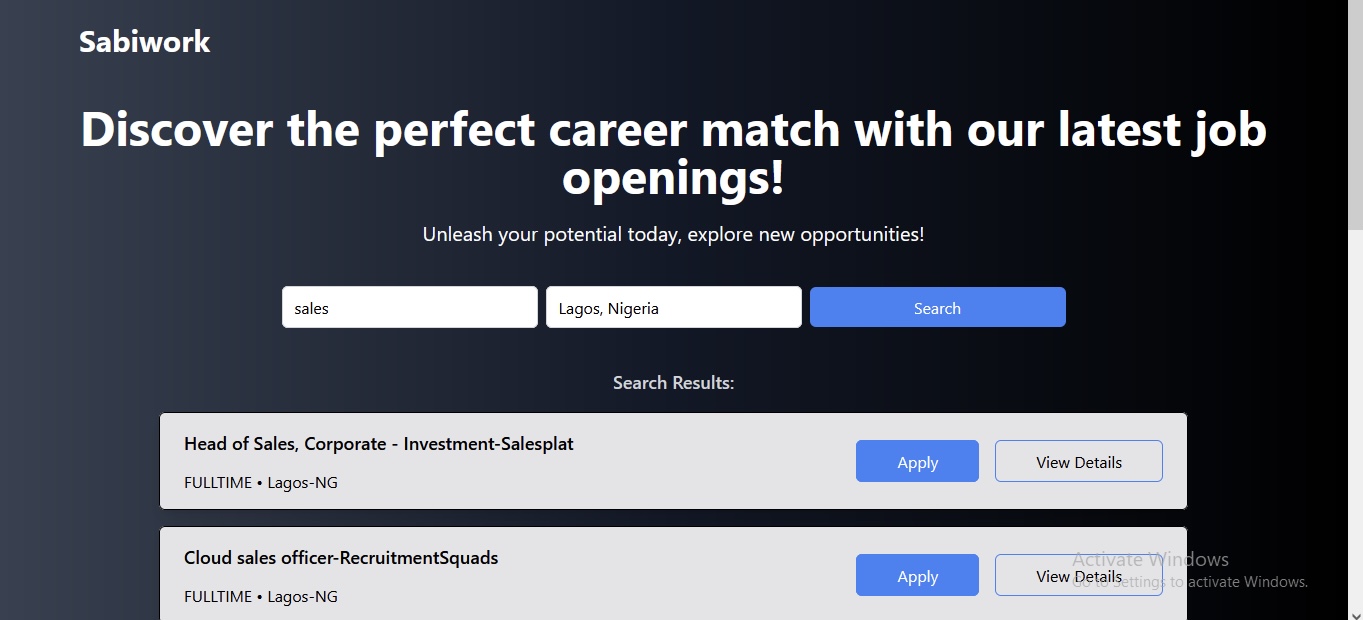 Sabiwork
Discover the perfect career match with our latest job
openings!
Unleash your potential today, explore new opportunities!
sales
Lagos, Nigeria
Search
Search Results:
Head of Sales, Corporate - Investment-Salesplat
FULLTIME • Lagos-NG
Apply
View Details
Cloud sales officer-RecruitmentSquads
FULLTIME • Lagos-NG
Apply
View Details
Activate Windows
Go to Settings to activate Windows.